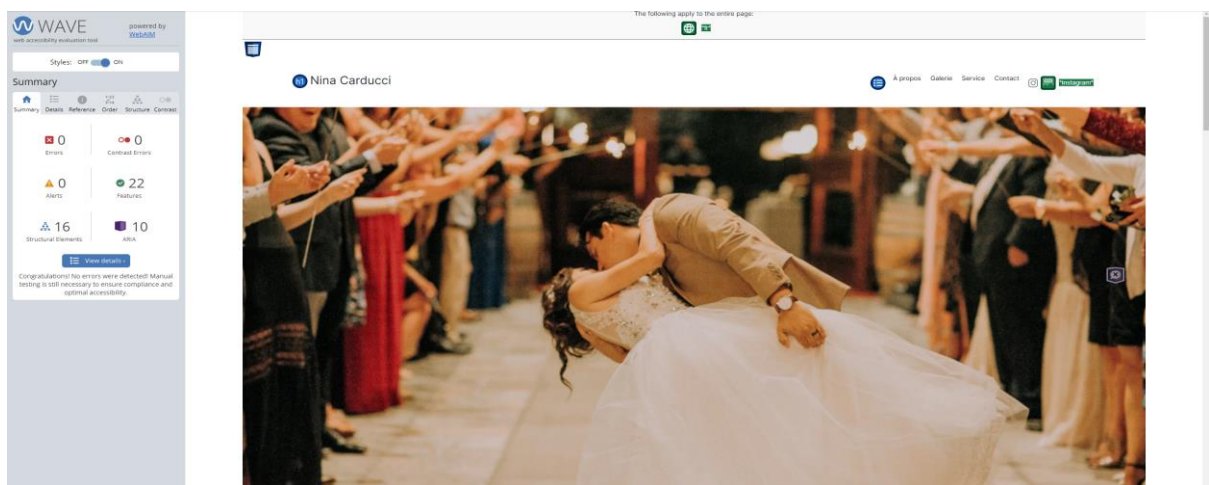 The following apply to the entire page:
WAVE
web accessibility evaluation tool
powered by
WebAIM
Styles: OFF ON
Summary
Summary Details Reference Order Structure Contrast
0
Errors
0
Contrast Errors
0
Alerts
22
Features
16
Structural Elements
10
ARIA
View details ›
Congratulations! No errors were detected! Manual
testing is still necessary to ensure compliance and
optimal accessibility.
h1 Nina Carducci
À propos Galerie Service Contact *Instagram*